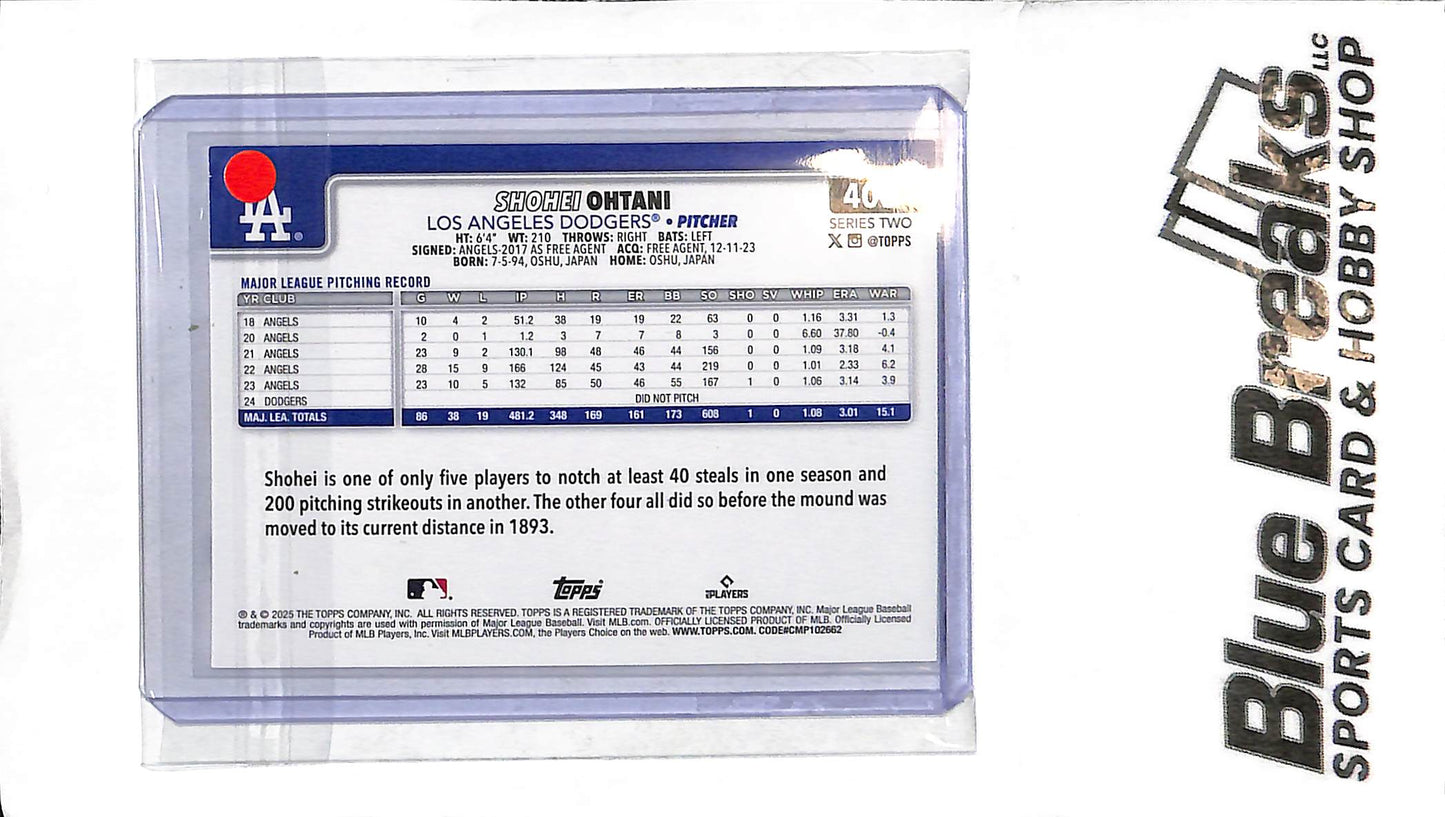 LA
SHOHEI OHTANI
LOS ANGELES DODGERS® • PITCHER
HT: 6'4" WT: 210 THROWS: RIGHT BATS: LEFT
SIGNED: ANGELS-2017 AS FREE AGENT ACQ: FREE AGENT, 12-11-23
BORN: 7-5-94, OSHU, JAPAN HOME: OSHU, JAPAN
SERIES TWO
@TOPPS
MAJOR LEAGUE PITCHING RECORD
YR CLUB G W L IP H R ER BB SO SHO SV WHIP ERA WAR
18 ANGELS 10 4 2 51.2 38 19 19 22 63 0 0 1.16 3.31 1.3
20 ANGELS 2 0 1 1.2 3 7 7 8 3 0 0 6.60 37.80 -0.4
21 ANGELS 23 9 2 130.1 98 48 46 44 156 0 0 1.09 3.18 4.1
22 ANGELS 28 15 9 166 124 45 43 44 219 0 0 1.01 2.33 6.2
23 ANGELS 23 10 5 132 85 50 46 55 167 1 0 1.06 3.14 3.9
24 DODGERS DID NOT PITCH
MAJ. LEA. TOTALS 86 38 19 481.2 348 169 161 173 608 1 0 1.08 3.01 15.1
Shohei is one of only five players to notch at least 40 steals in one season and
200 pitching strikeouts in another. The other four all did so before the mound was
moved to its current distance in 1893.
Topps
PLAYERS
® & © 2025 THE TOPPS COMPANY, INC. ALL RIGHTS RESERVED. TOPPS IS A REGISTERED TRADEMARK OF THE TOPPS COMPANY, INC. Major League Baseball
trademarks and copyrights are used with permission of Major League Baseball. Visit MLB.com. OFFICIALLY LICENSED PRODUCT OF MLB. Officially Licensed
Product of MLB Players, Inc. Visit MLBPLAYERS.COM, the Players Choice on the web. WWW.TOPPS.COM. CODE#CMP102662
Blue Breaks LLC
SPORTS CARD & HOBBY SHOP